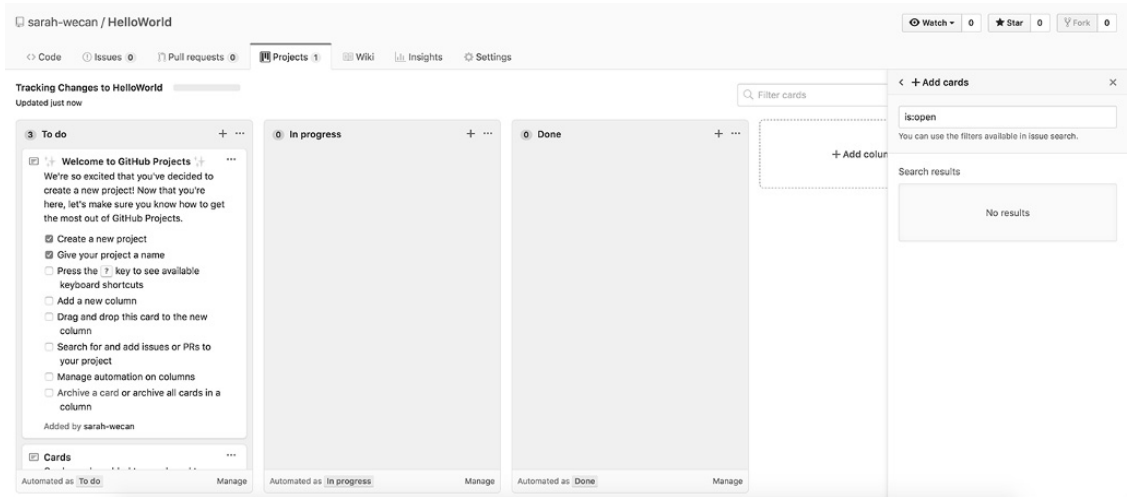 sarah-wecan / HelloWorld
Watch 0 Star 0 Fork 0
Code Issues 0 Pull requests 0 Projects 1 Wiki Insights Settings
Tracking Changes to HelloWorld
Updated just now
Filter cards
3 To do
Welcome to GitHub Projects
We're so excited that you've decided to
create a new project! Now that you're
here, let's make sure you know how to get
the most out of GitHub Projects.
Create a new project
Give your project a name
Press the ? key to see available
keyboard shortcuts
Add a new column
Drag and drop this card to the new
column
Search for and add issues or PRs to
your project
Manage automation on columns
Archive a card or archive all cards in a
column
Added by sarah-wecan
Cards
Automated as To do Manage
0 In progress
Automated as In progress Manage
0 Done
Automated as Done Manage
+ Add colum
+ Add cards
is:open
You can use the filters available in issue search.
Search results
No results